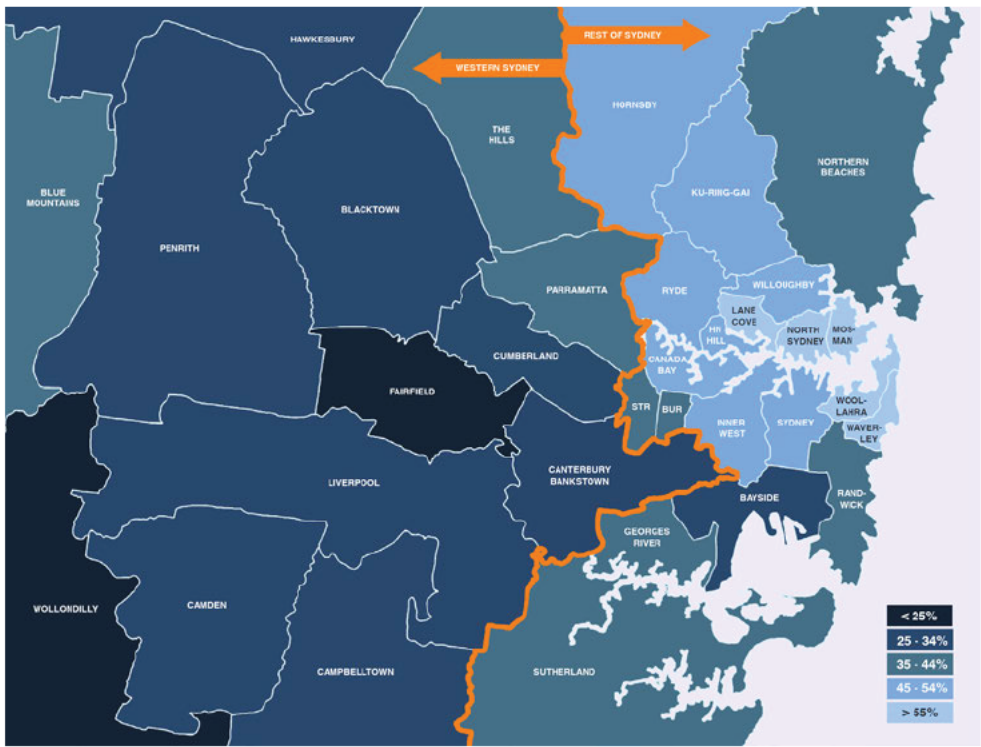 HAWKESBURY
REST OF SYDNEY
WESTERN SYDNEY
HORNSBY
THE
HILLS
NORTHERN
BEACHES
BLUE
MOUNTAINS
KU-RING-GAI
BLACKTOWN
PENRITH
PARRAMATTA
RYDE
WILLOUGHBY
LANE
COVE
HR
HILL
NORTH
SYDNEY
MOS-
MAN
CUMBERLAND
CANADA
BAY
FAIRFIELD
STR
BUR
WOOL-
LAHRA
INNER
WEST
SYDNEY
WAVER-
LEY
CANTERBURY
BANKSTOWN
LIVERPOOL
BAYSIDE
RAND-
WICK
GEORGES
RIVER
WOLLONDILLY
CAMDEN
CAMPBELLTOWN
SUTHERLAND
< 25%
25 - 34%
35 - 44%
45 - 54%
> 55%